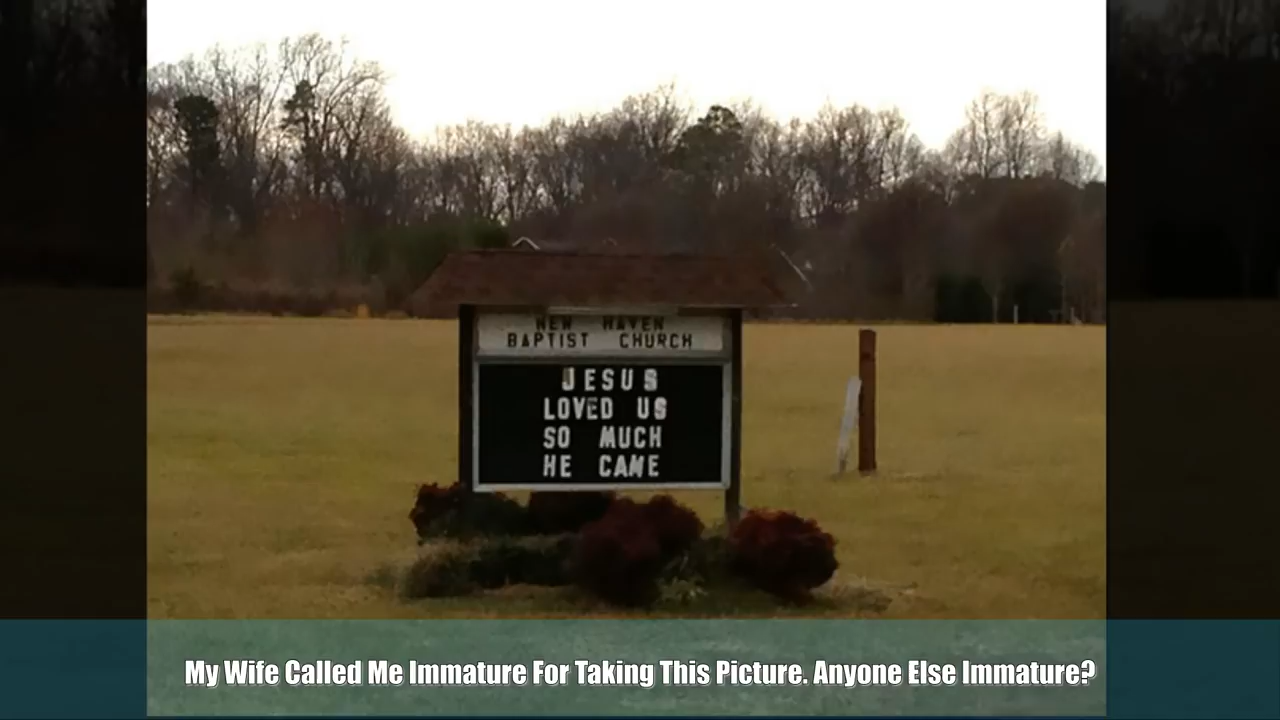 NEW HAVEN
BAPTIST CHURCH
JESUS
LOVED US
SO MUCH
HE CAME
My Wife Called Me Immature For Taking This Picture. Anyone Else Immature?